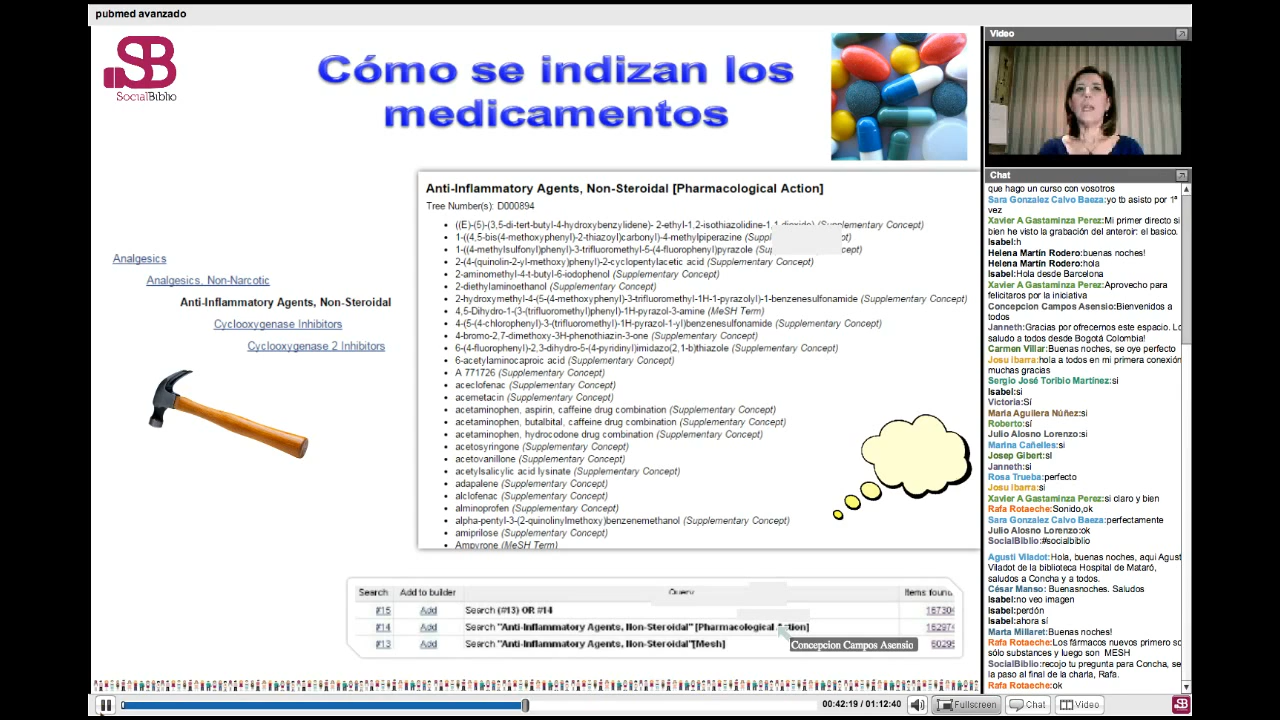 pubmed avanzado
SB
SocialBiblio
Cómo se indizan los
medicamentos
Analgesics
Analgesics, Non-Narcotic
Anti-Inflammatory Agents, Non-Steroidal
Cyclooxygenase Inhibitors
Cyclooxygenase 2 Inhibitors
Anti-Inflammatory Agents, Non-Steroidal [Pharmacological Action]
Tree Number(s): D000894
((E)-(5)-(3,5-di-tert-butyl-4-hydroxybenzylidene)- 2-ethyl-1,2-isothiazolidine-1,1 dioxide) (Supplementary Concept)
1-((4,5-bis(4-methoxyphenyl)-2-thiazoyl)carbonyl)-4-methylpiperazine (Suppl
1-((4-methylsulfonyl)phenyl)-3-trifluoromethyl-5-(4-fluorophenyl)pyrazole (Suppl
2-(4-(quinolin-2-yl-methoxy)phenyl)-2-cyclopentylacetic acid (Supplementary Concept)
2-aminomethyl-4-t-butyl-6-iodophenol (Supplementary Concept)
2-diethylaminoethanol (Supplementary Concept)
2-hydroxymethyl-4-(5-(4-methoxyphenyl)-3-trifluoromethyl-1H-1-pyrazolyl)-1-benzenesulfonamide (Supplementary Concept)
4,5-Dihydro-1-(3-(trifluoromethyl)phenyl)-1H-pyrazol-3-amine (MeSH Term)
4-(5-(4-chlorophenyl)-3-(trifluoromethyl)-1H-pyrazol-1-yl)benzenesulfonamide (Supplementary Concept)
4-bromo-2,7-dimethoxy-3H-phenothiazin-3-one (Supplementary Concept)
6-(4-fluorophenyl)-2,3-dihydro-5-(4-pyridinyl)imidazo(2,1-b)thiazole (Supplementary Concept)
6-acetylaminocaproic acid (Supplementary Concept)
A 771726 (Supplementary Concept)
aceclofenac (Supplementary Concept)
acemetacin (Supplementary Concept)
acetaminophen, aspirin, caffeine drug combination (Supplementary Concept)
acetaminophen, butalbital, caffeine drug combination (Supplementary Concept)
acetaminophen, hydrocodone drug combination (Supplementary Concept)
acetosyringone (Supplementary Concept)
acetovanillone (Supplementary Concept)
acetylsalicylic acid lysinate (Supplementary Concept)
adapalene (Supplementary Concept)
alclofenac (Supplementary Concept)
alminoprofen (Supplementary Concept)
alpha-pentyl-3-(2-quinolinylmethoxy)benzenemethanol (Supplementary Concept)
amiprilose (Supplementary Concept)
Ampyrone (MeSH Term)
Search Add to builder Query Items foun
#15 Add Search (#13) OR #14 16730
#14 Add Search "Anti-Inflammatory Agents, Non-Steroidal" [Pharmacological Action] 16297
#13 Add Search "Anti-Inflammatory Agents, Non-Steroidal"[Mesh] 6029
Concepcion Campos Asensio
Video
Chat
que hago un curso con vosotros
Sara Gonzalez Calvo Baeza:yo tb asisto por 1ª
vez
Xavier A Gastaminza Perez:Mi primer directo si
bien he visto la grabación del anteroir: el basico.
Isabel:h
Helena Martín Rodero:buenas noches!
Helena Martín Rodero:hola
Isabel:Hola desde Barcelona
Xavier A Gastaminza Perez:Aprovecho para
felicitaros por la iniciativa
Concepcion Campos Asensio:Bienvenidos a
todos
Janneth:Gracias por ofrecernos este espacio. Lo
saludo a todos desde Bogotá Colombia!
Carmen Villar:Buenas noches, se oye perfecto
Josu Ibarra:hola a todos en mi primera conexión
muchas gracias
Sergio José Toribio Martínez:si
Isabel:si
Victoria:Sí
Maria Aguilera Núñez:si
Roberto:sí
Julio Alosno Lorenzo:si
Marina Cañelles:si
Josep Gibert:sI
Janneth:si
Rosa Trueba:perfecto
Josu Ibarra:si
Xavier A Gastaminza Perez:si claro y bien
Rafa Rotaeche:Sonido,ok
Sara Gonzalez Calvo Baeza:perfectamente
Julio Alosno Lorenzo:ok
SocialBiblio:#socialbiblio
Agusti Viladot:Hola, buenas noches, aqui Agust
Viladot de la biblioteca Hospital de Mataró,
saludos a Concha y a todos.
César Manso: Buenasnoches. Saludos
Isabel:no veo imagen
Isabel:perdón
Isabel:ahora sí
Marta Millaret:Buenas noches!
Rafa Rotaeche:Los fármacos nuevos primero so
sólo substancias y luego son MESH
SocialBiblio:recojo tu pregunta para Concha, se
la paso al final de la charla, Rafa.
Rafa Rotaeche:ok
00:42:19 / 01:12:40 Fullscreen Chat Video SB